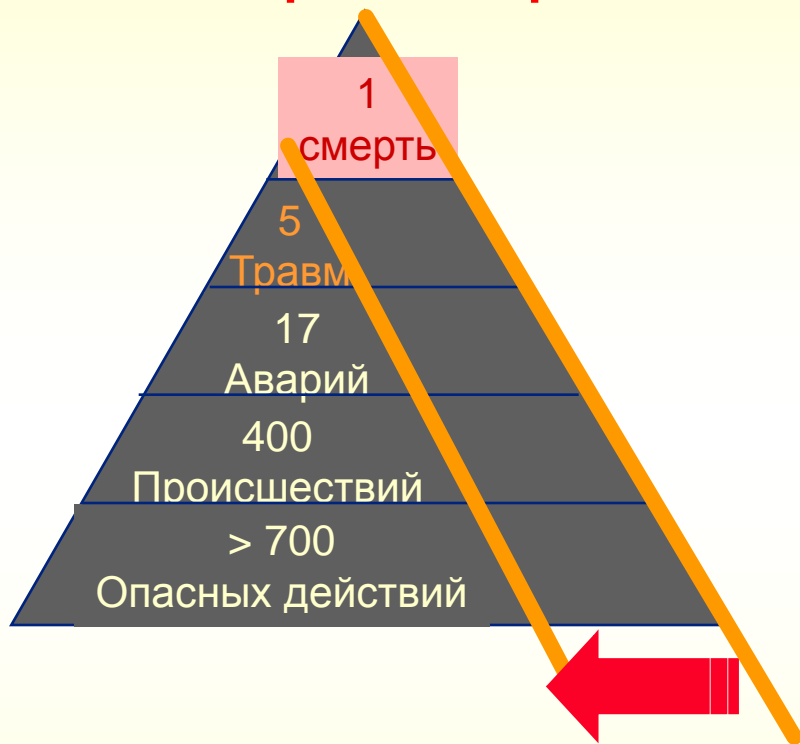 1
смерть
5
Травм
17
Аварий
400
Происшествий
> 700
Опасных действий